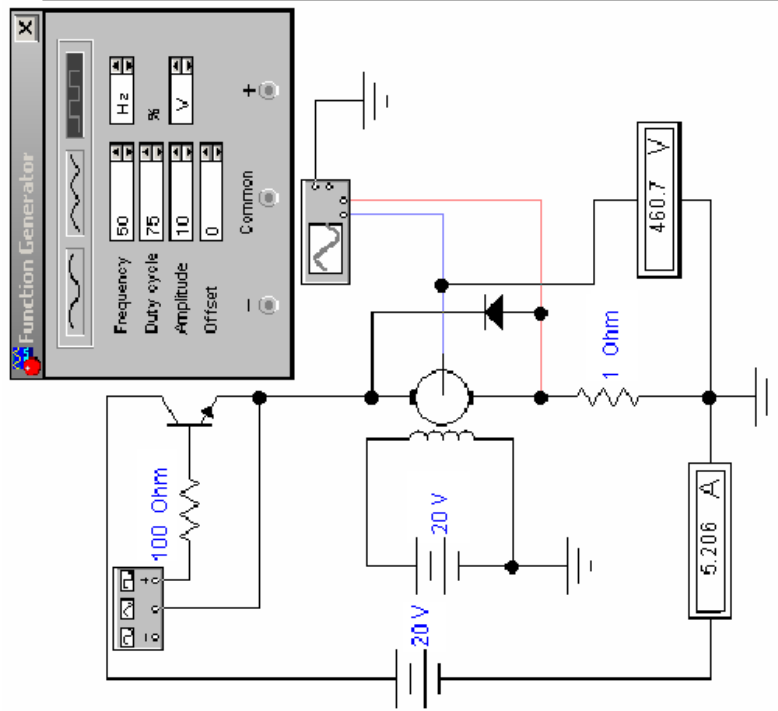 Function Generator
Frequency 50 Hz
Duty cycle 75 %
Amplitude 10 V
Offset 0
− Common +
100 Ohm
20 V
20 V
1 Ohm
460.7 V
5.206 A
− +